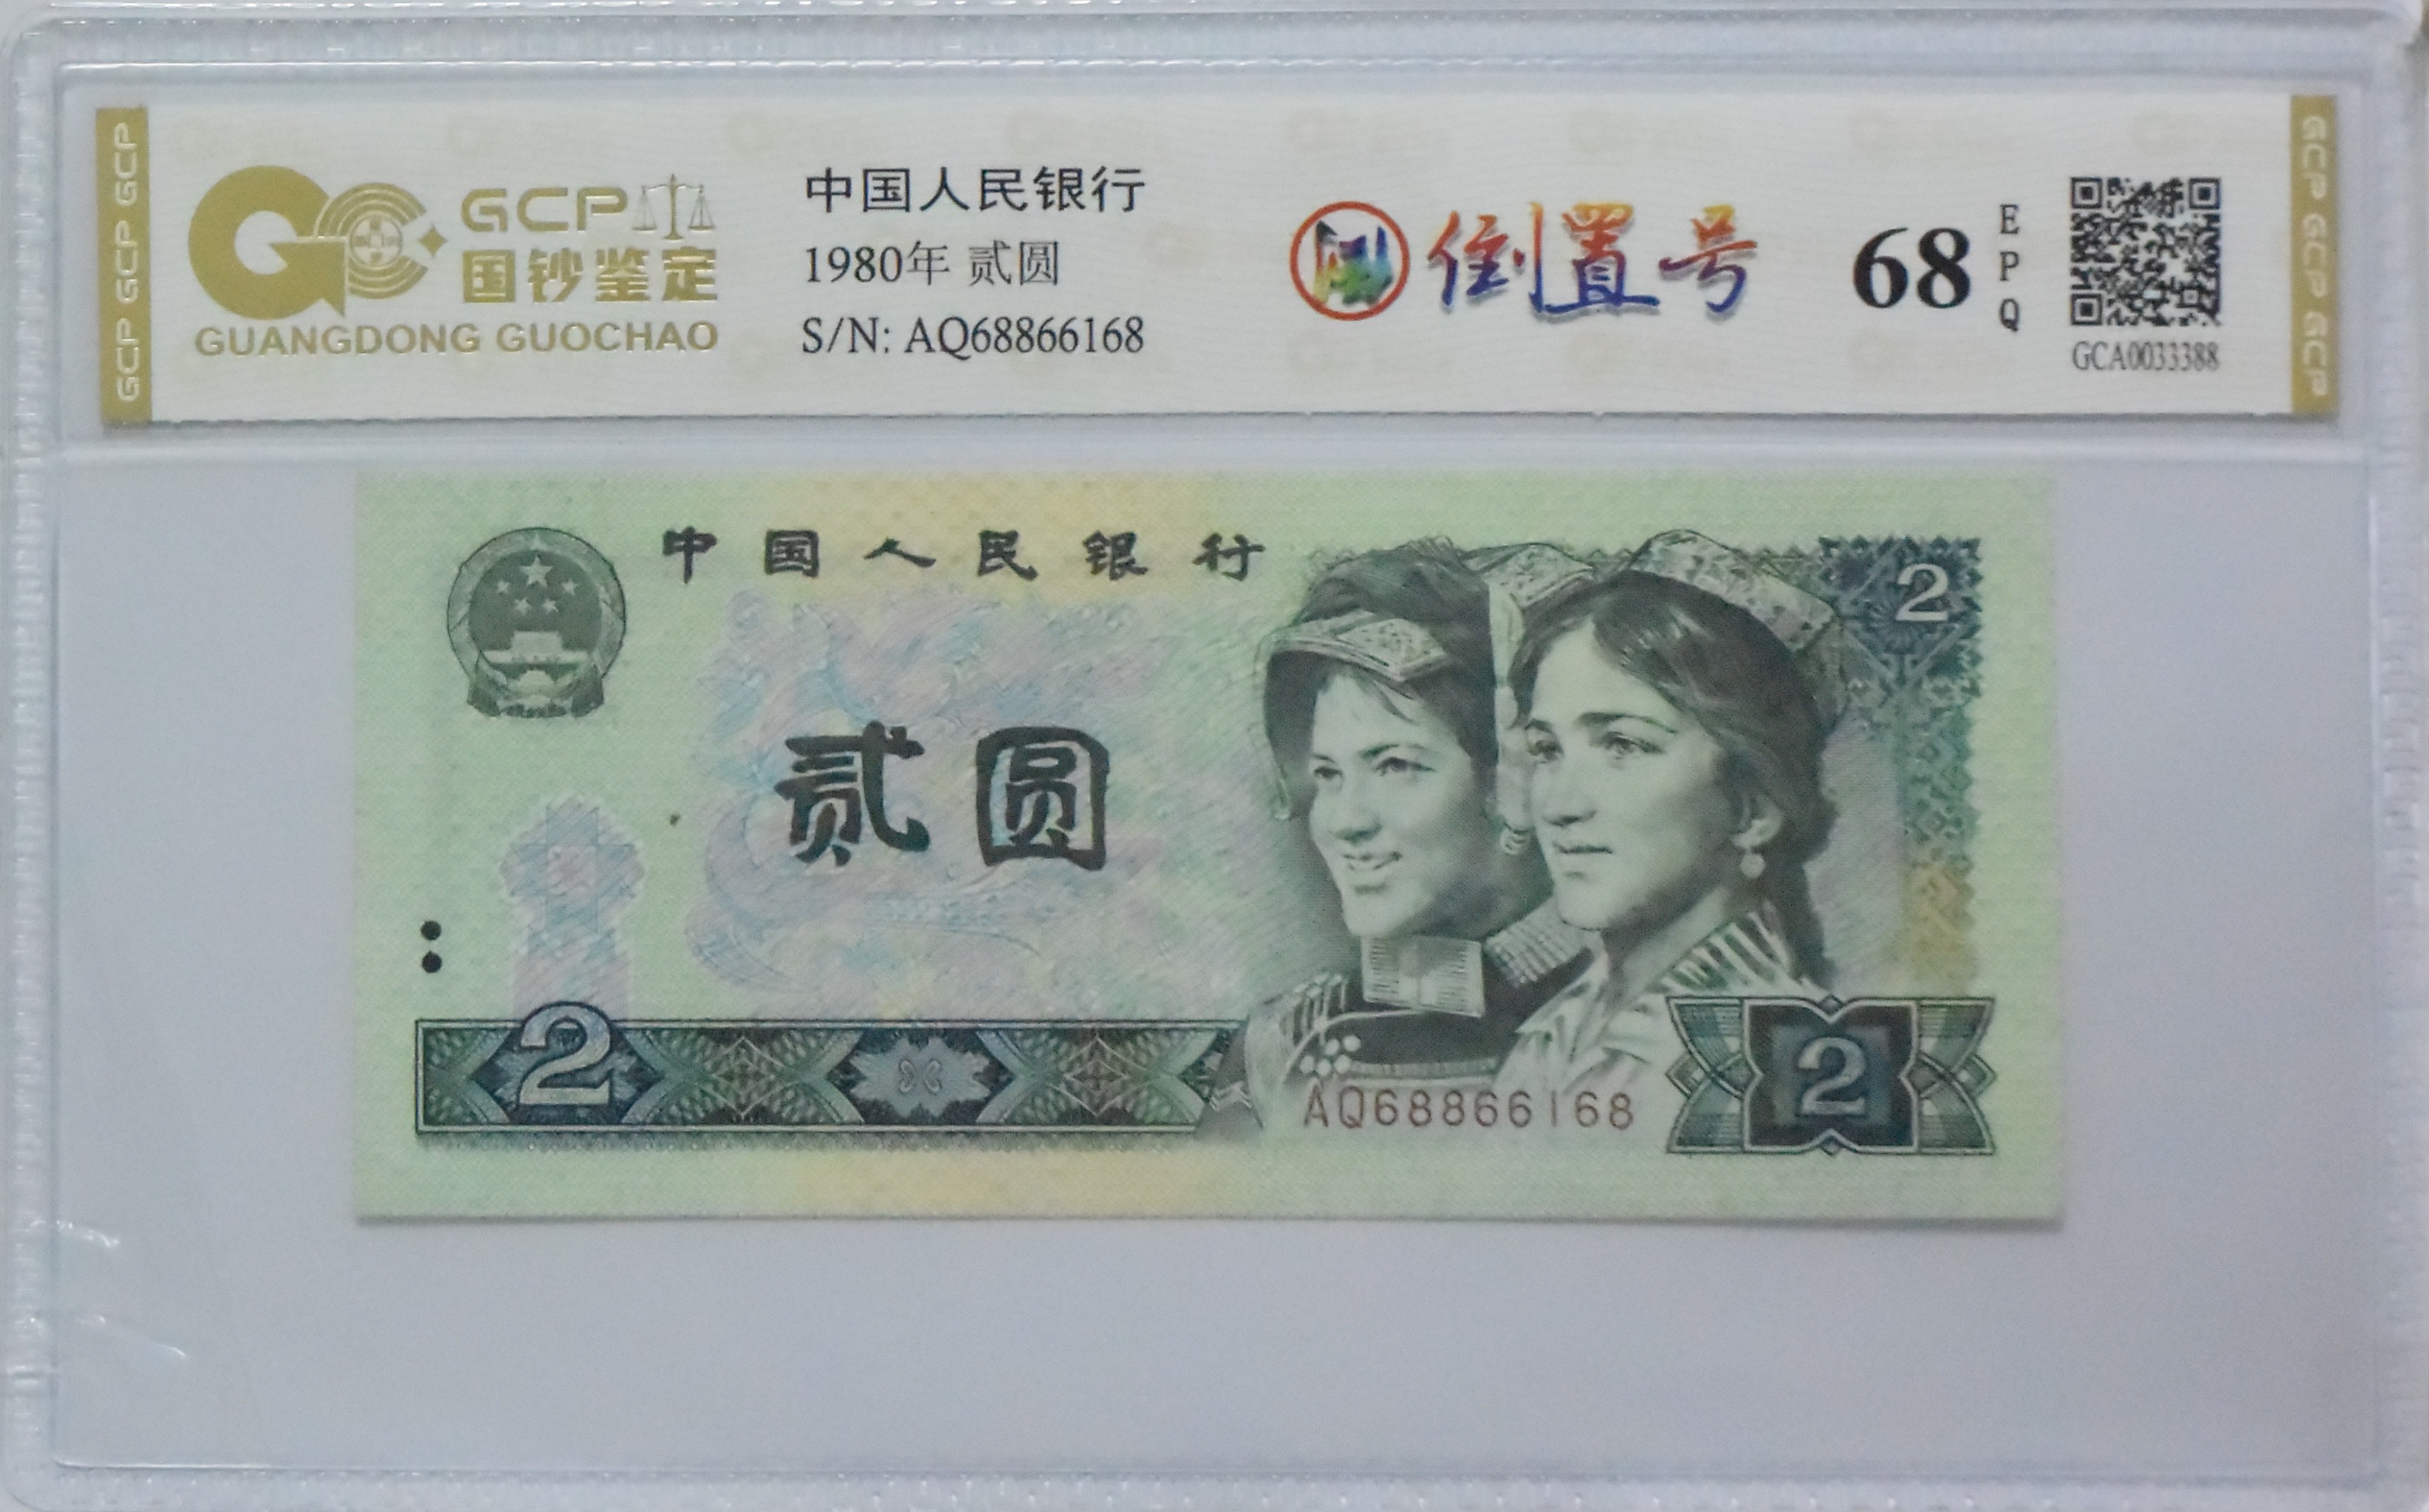 GCP GCP GCP
GCP
国钞鉴定
GUANGDONG GUOCHAO
中国人民银行
1980年 贰圆
S/N: AQ68866168
倒置号
68
EPQ
GCA0033388
GCP GCP GCP
中国人民银行
2
贰圆
2
AQ68866168
2